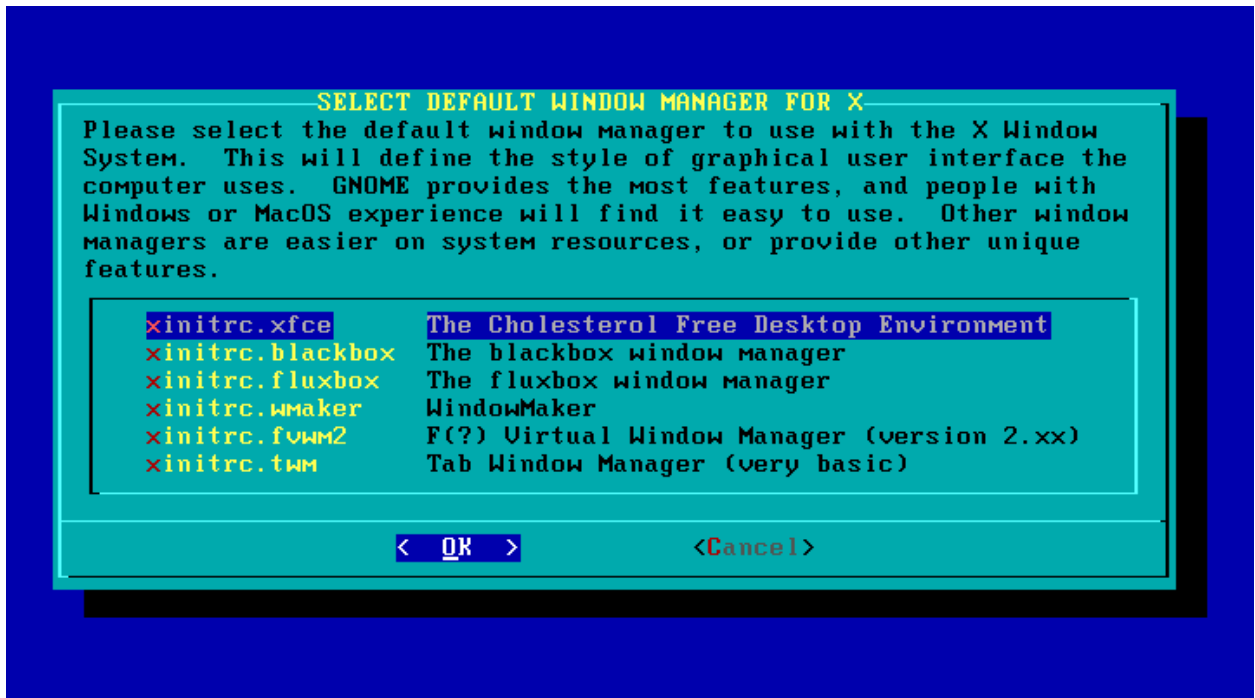 SELECT DEFAULT WINDOW MANAGER FOR X
Please select the default window manager to use with the X Window
System.  This will define the style of graphical user interface the
computer uses.  GNOME provides the most features, and people with
Windows or MacOS experience will find it easy to use.  Other window
managers are easier on system resources, or provide other unique
features.
xinitrc.xfce The Cholesterol Free Desktop Environment
xinitrc.blackbox The blackbox window manager
xinitrc.fluxbox The fluxbox window manager
xinitrc.wmaker WindowMaker
xinitrc.fvwm2 F(?) Virtual Window Manager (version 2.xx)
xinitrc.twm Tab Window Manager (very basic)
< OK > <Cancel>